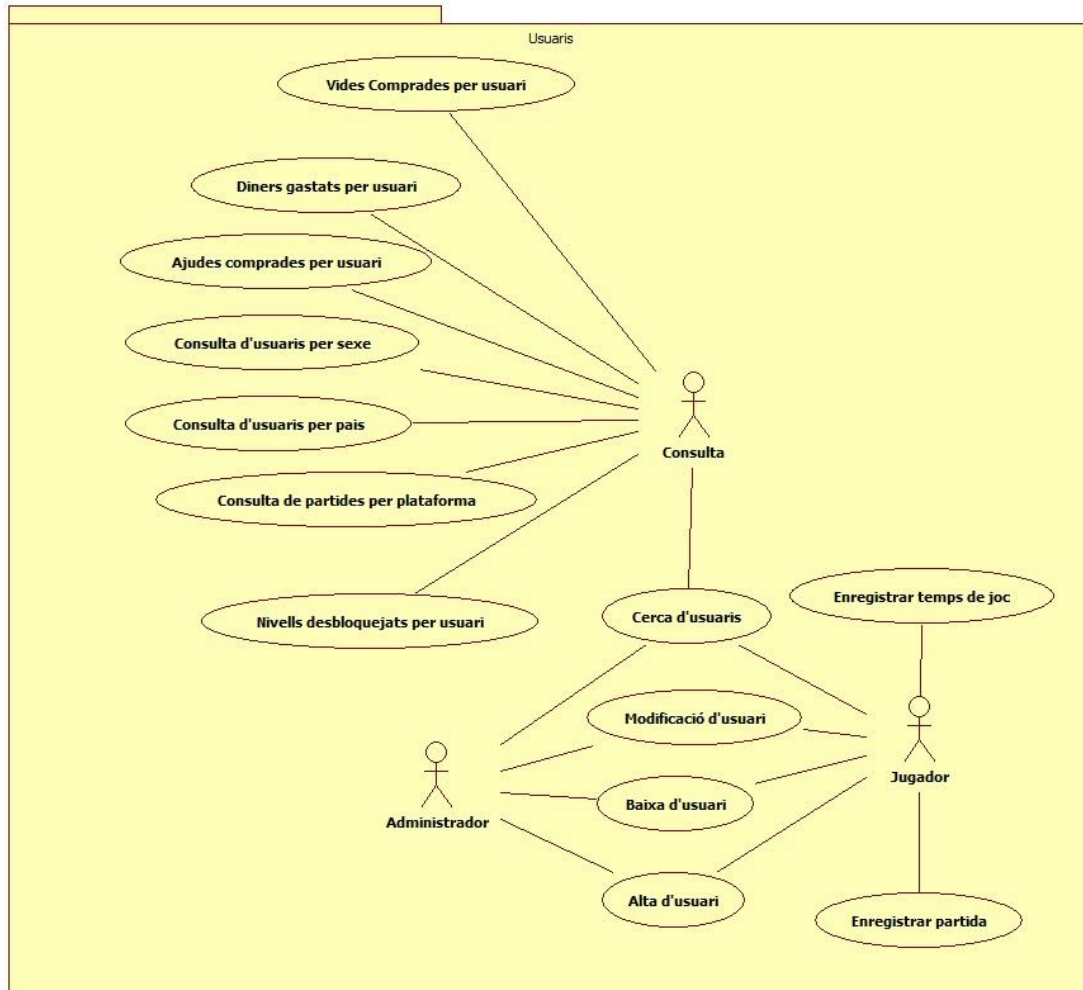 Usuaris
Vides Comprades per usuari
Diners gastats per usuari
Ajudes comprades per usuari
Consulta d'usuaris per sexe
Consulta d'usuaris per pais
Consulta
Consulta de partides per plataforma
Nivells desbloquejats per usuari
Cerca d'usuaris
Enregistrar temps de joc
Modificació d'usuari
Jugador
Baixa d'usuari
Administrador
Alta d'usuari
Enregistrar partida